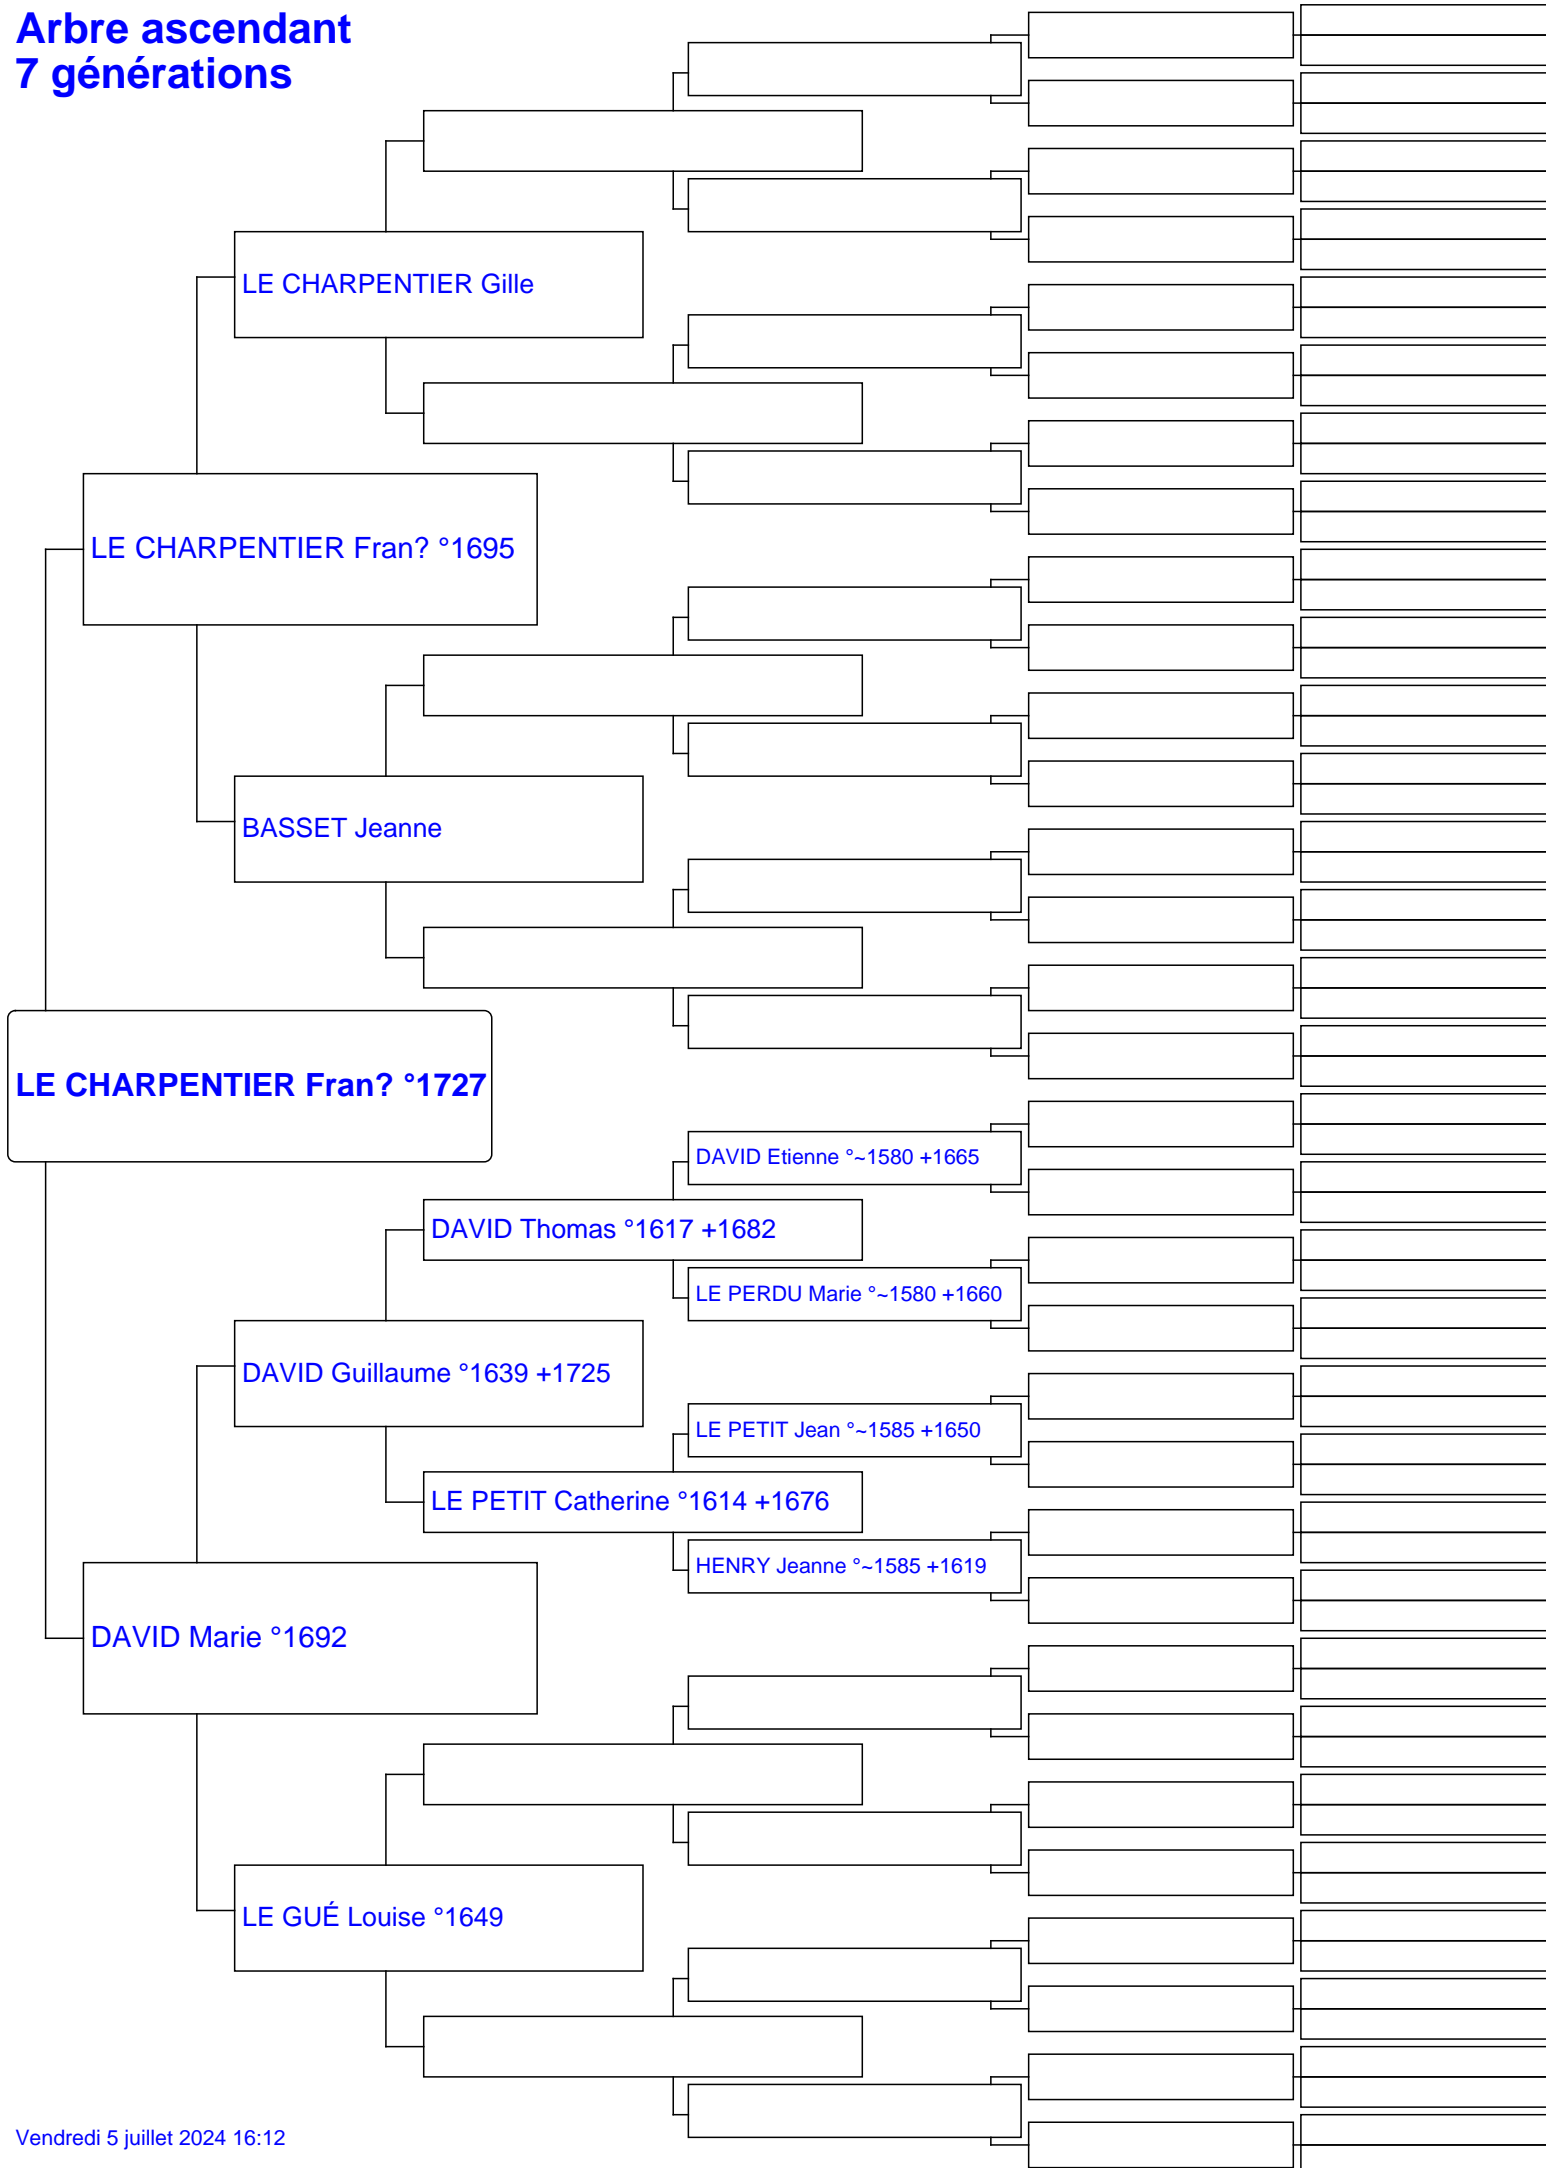 Arbre ascendant
7 générations
LE CHARPENTIER Gille
LE CHARPENTIER Fran? °1695
BASSET Jeanne
LE CHARPENTIER Fran? °1727
DAVID Etienne °~1580 +1665
DAVID Thomas °1617 +1682
LE PERDU Marie °~1580 +1660
DAVID Guillaume °1639 +1725
LE PETIT Jean °~1585 +1650
LE PETIT Catherine °1614 +1676
HENRY Jeanne °~1585 +1619
DAVID Marie °1692
LE GUÉ Louise °1649
Vendredi 5 juillet 2024 16:12